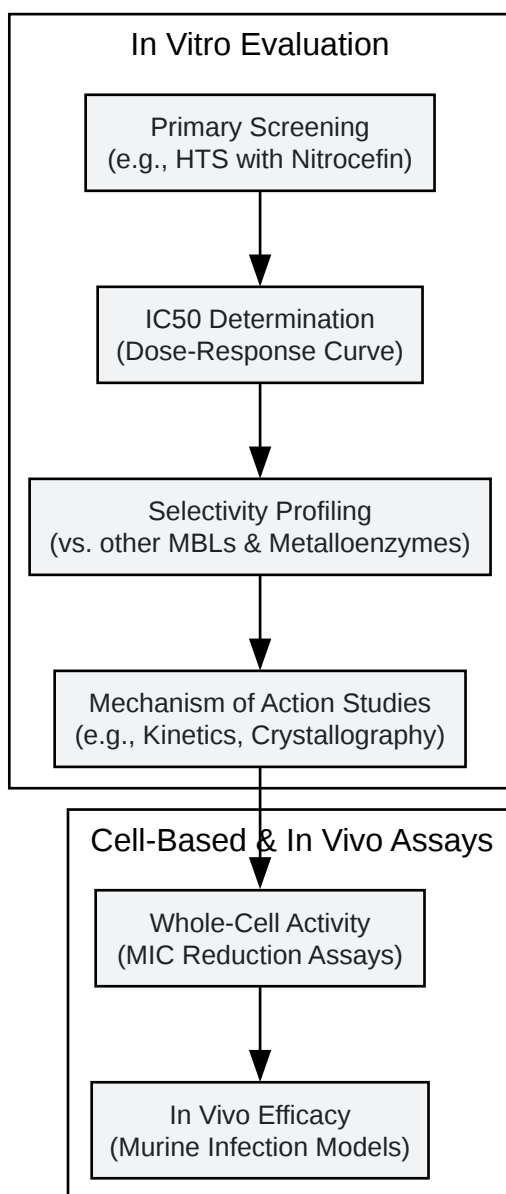 In Vitro Evaluation
Primary Screening
(e.g., HTS with Nitrocefin)
IC50 Determination
(Dose-Response Curve)
Selectivity Profiling
(vs. other MBLs & Metalloenzymes)
Mechanism of Action Studies
(e.g., Kinetics, Crystallography)
Cell-Based & In Vivo Assays
Whole-Cell Activity
(MIC Reduction Assays)
In Vivo Efficacy
(Murine Infection Models)